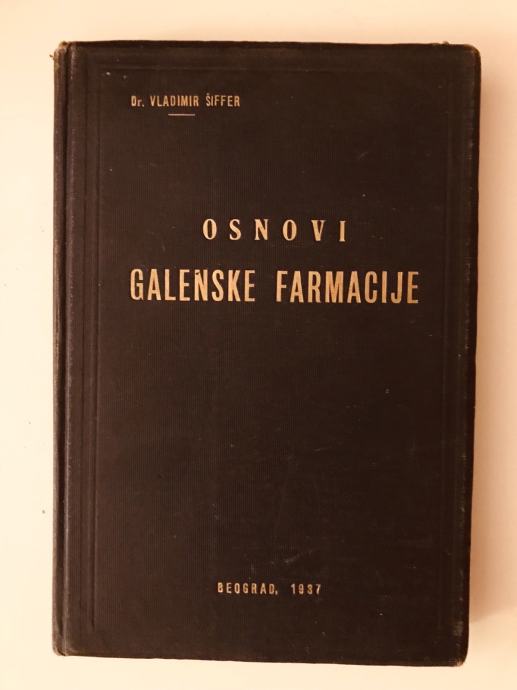 Dr. VLADIMIR ŠIFFER
OSNOVI
GALENSKE FARMACIJE
BEOGRAD, 1937